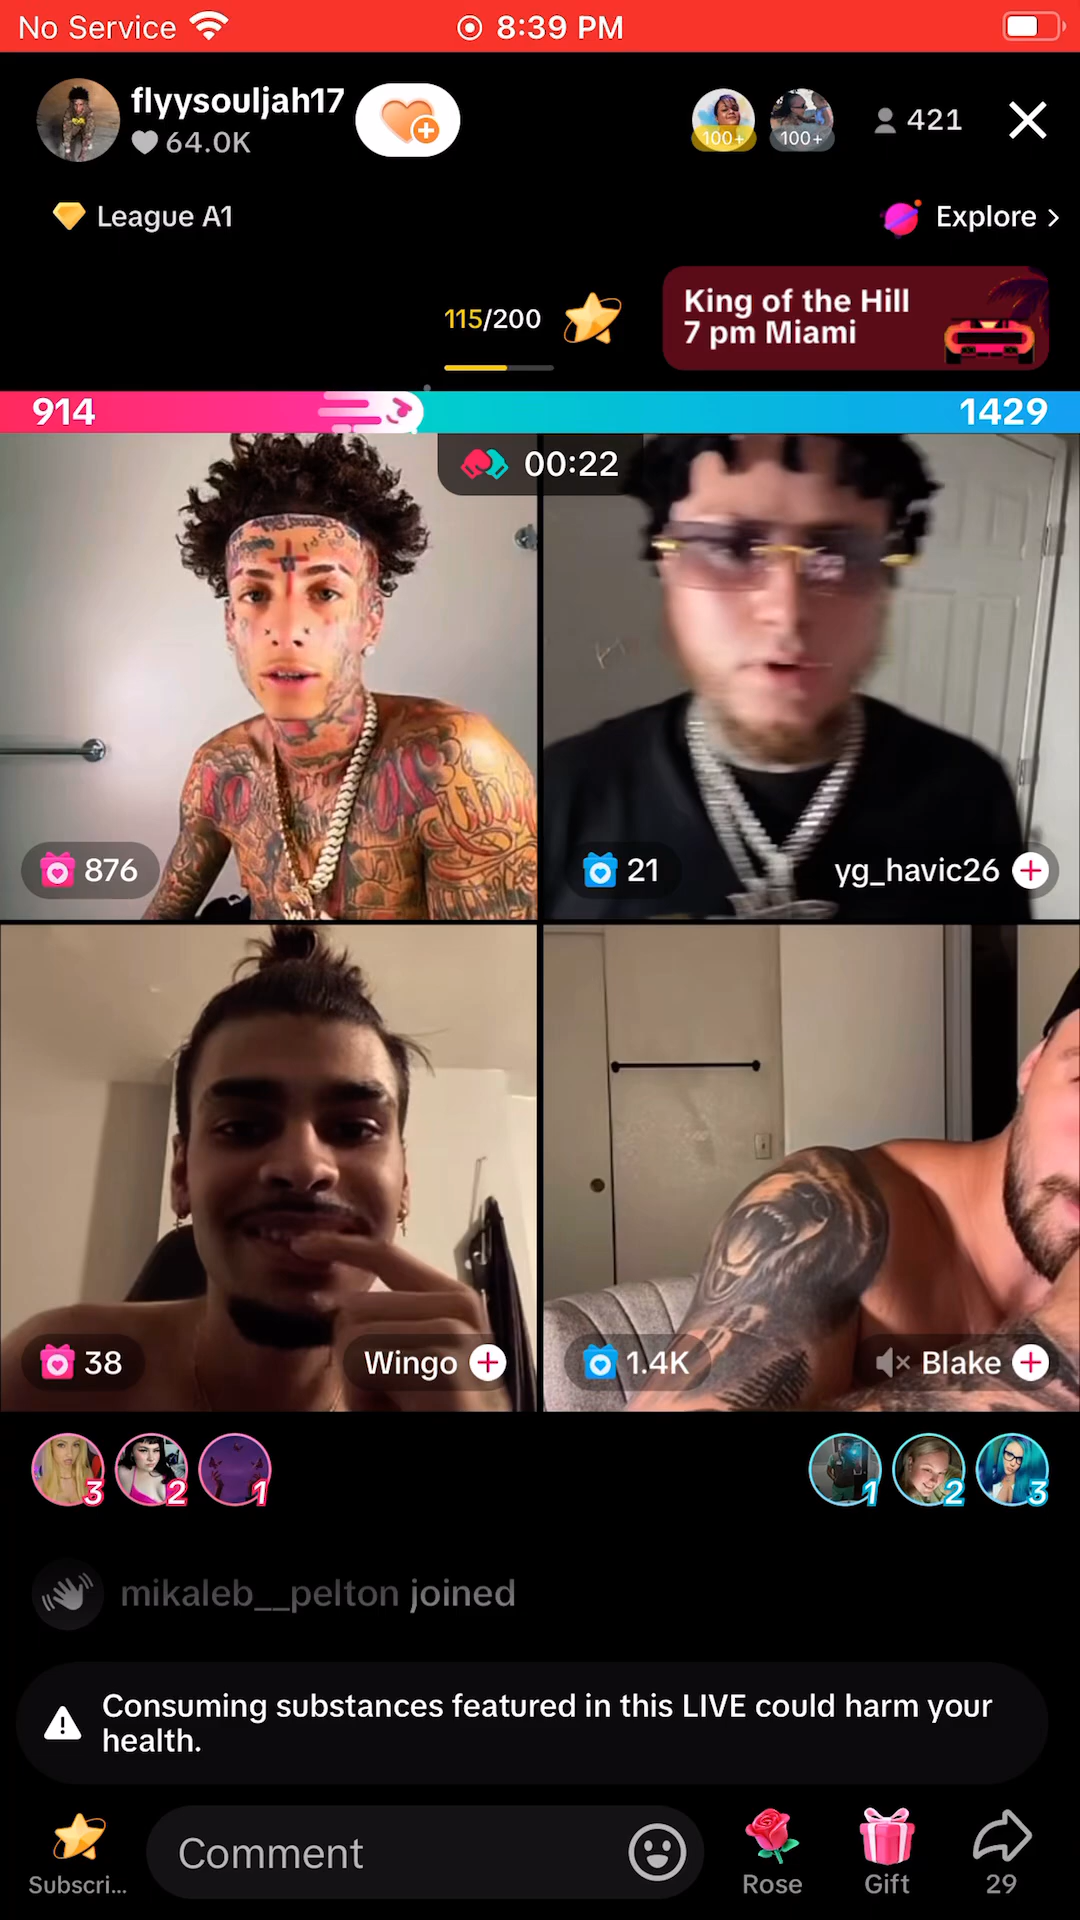 No Service 8:39 PM
flyysouljah17
64.0K
100+ 100+ 421
League A1
Explore >
115/200
King of the Hill
7 pm Miami
914 1429
00:22
876
21 yg_havic26
38 Wingo
1.4K Blake
3 2 1 1 2 3
mikaleb__pelton joined
Consuming substances featured in this LIVE could harm your
health.
Comment
Subscri... Rose Gift 29